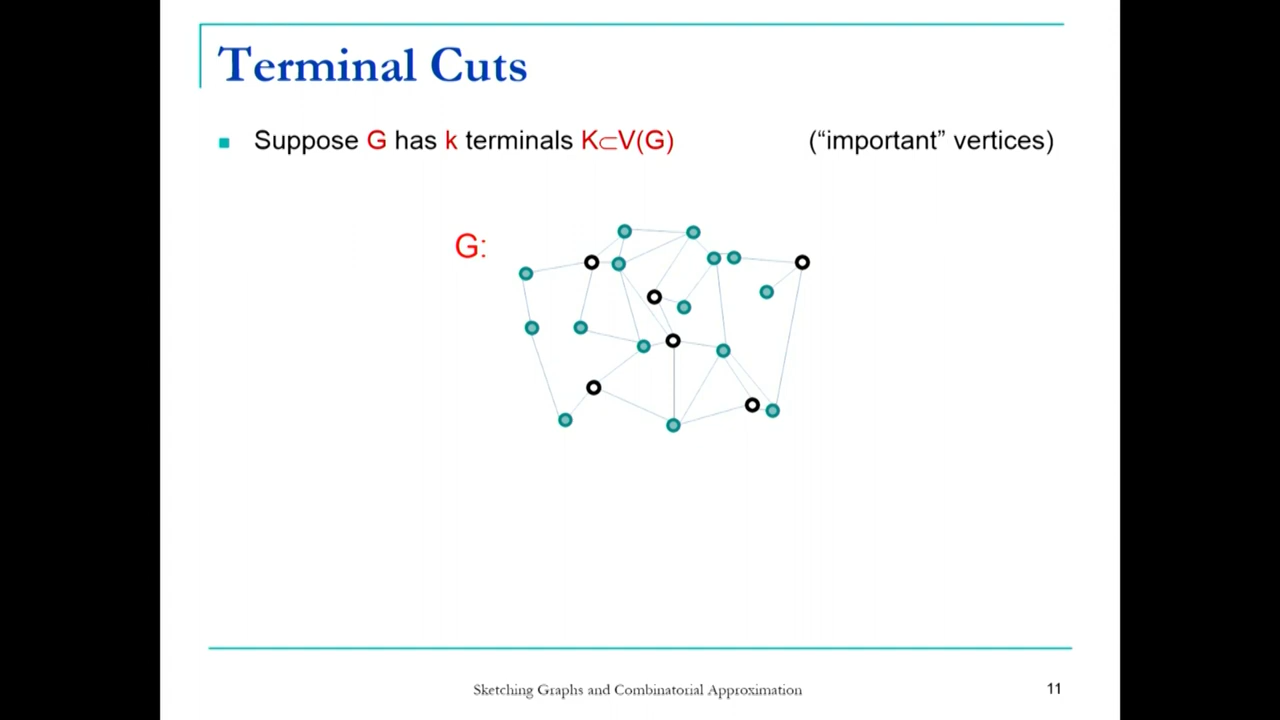 Terminal Cuts
Suppose G has k terminals K⊂V(G) (“important” vertices)
G:
Sketching Graphs and Combinatorial Approximation 11